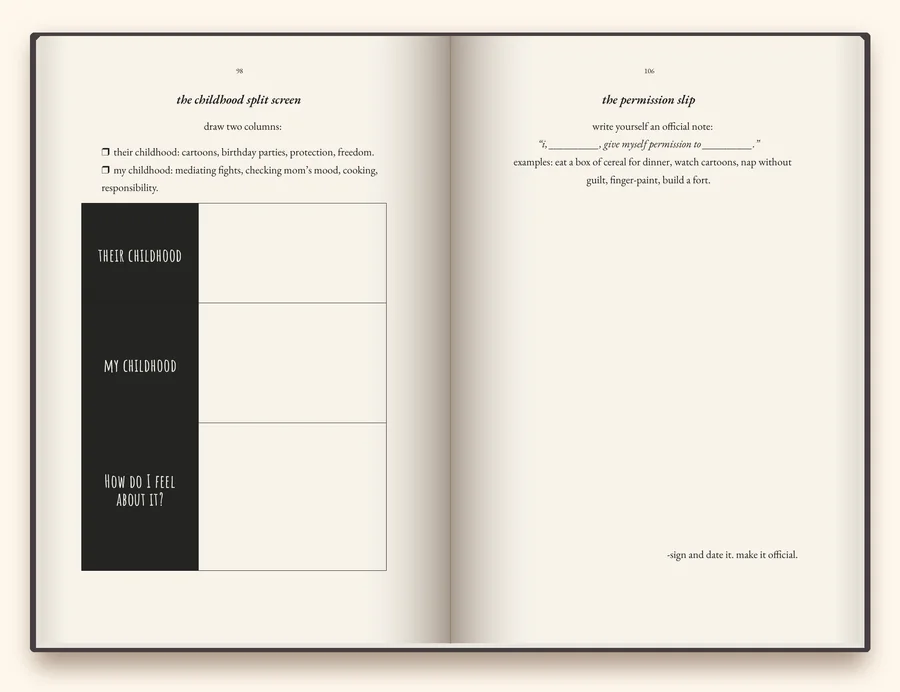 98
the childhood split screen
draw two columns:
❒ their childhood: cartoons, birthday parties, protection, freedom.
❒ my childhood: mediating fights, checking mom’s mood, cooking,
responsibility.
THEIR CHILDHOOD
MY CHILDHOOD
HOW DO I FEEL
ABOUT IT?
106
the permission slip
write yourself an official note:
“i,__________, give myself permission to__________.”
examples: eat a box of cereal for dinner, watch cartoons, nap without
guilt, finger-paint, build a fort.
-sign and date it. make it official.